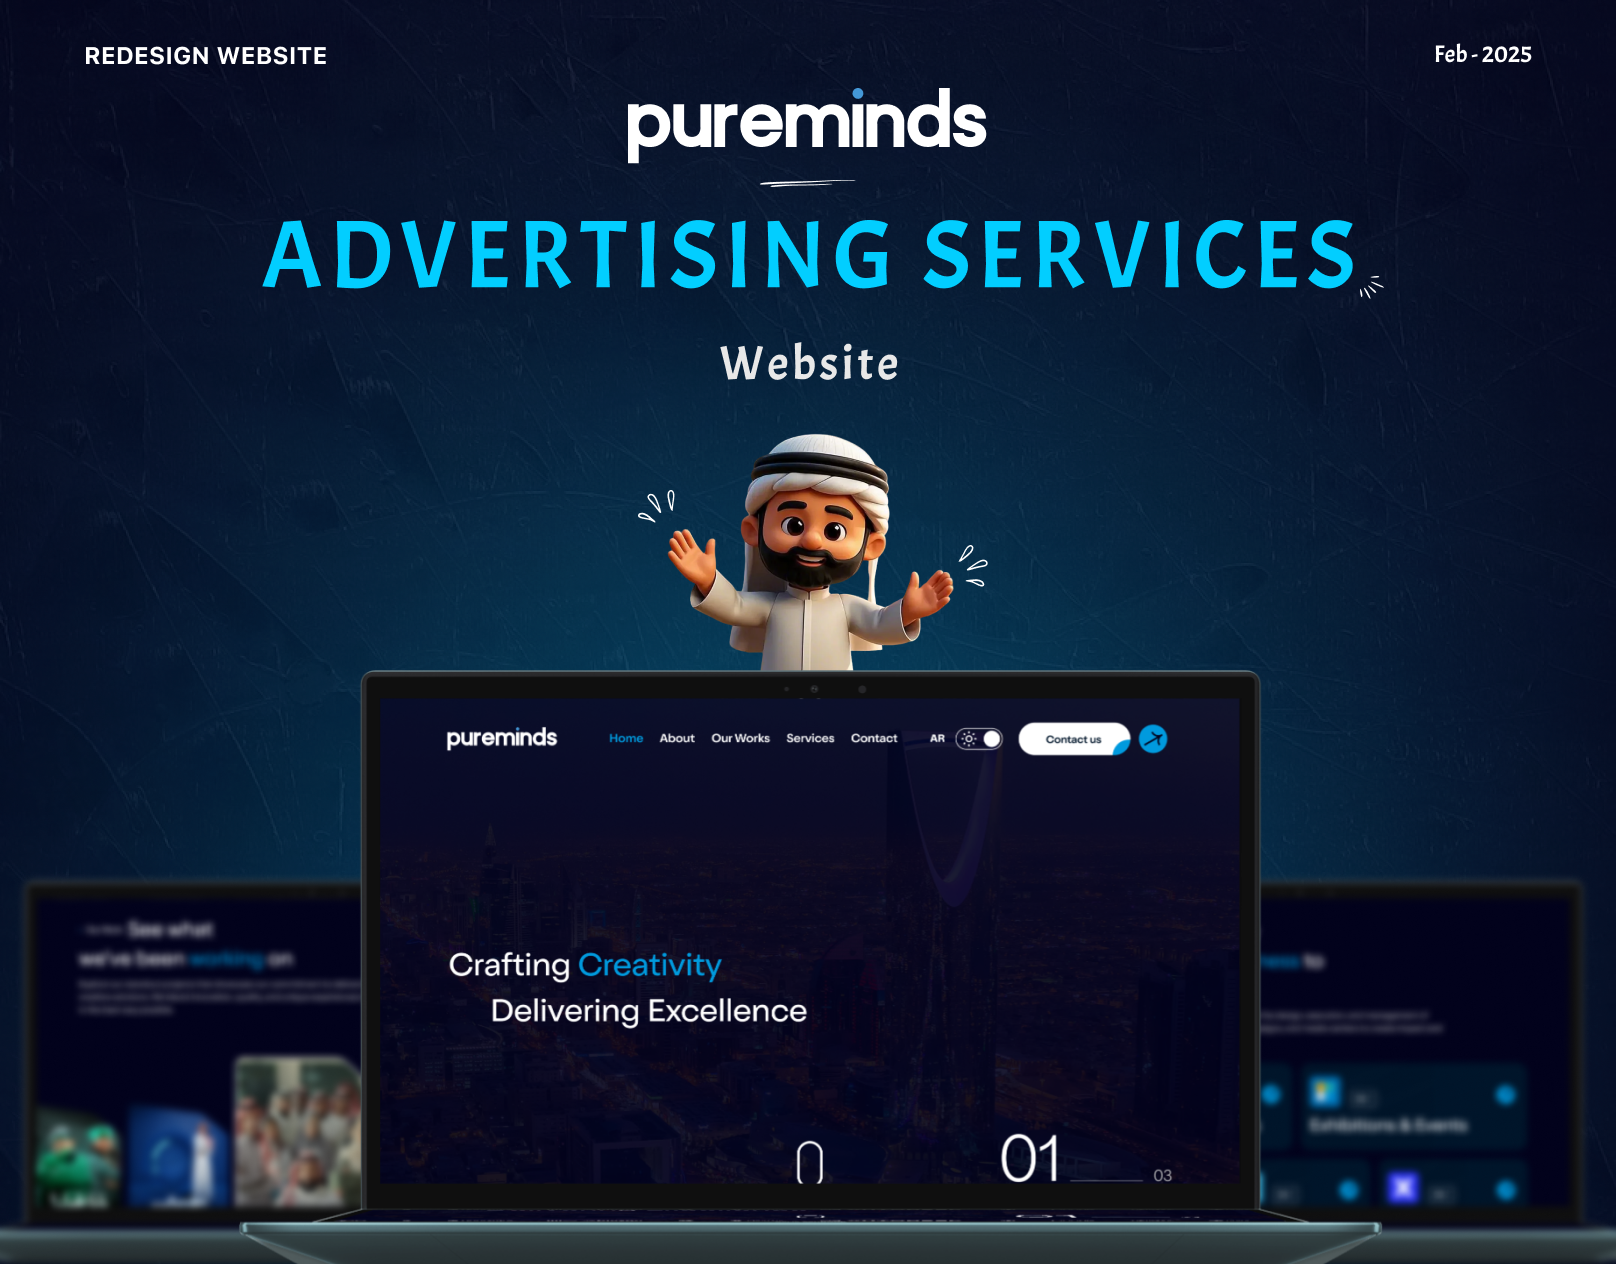 REDESIGN WEBSITE
Feb - 2025
pureminds
ADVERTISING SERVICES
Website
pureminds
Home About Our Works Services Contact AR Contact us
Crafting Creativity
Delivering Excellence
01 03
See what
we've been working on
to
Exhibitions & Events